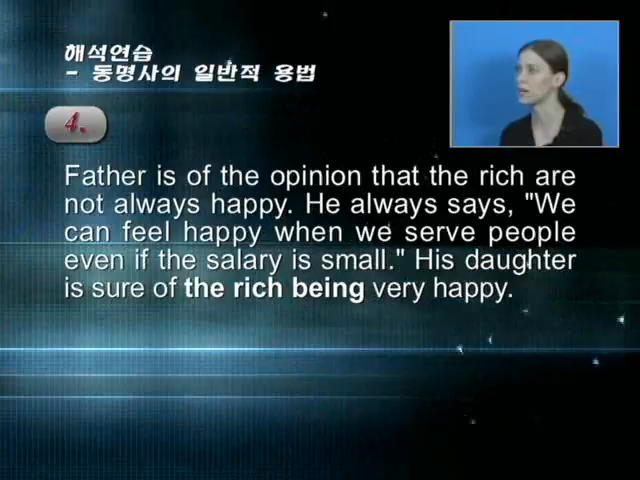 해석연습
- 동명사의 일반적 용법
4.
Father is of the opinion that the rich are
not always happy. He always says, "We
can feel happy when we serve people
even if the salary is small." His daughter
is sure of the rich being very happy.